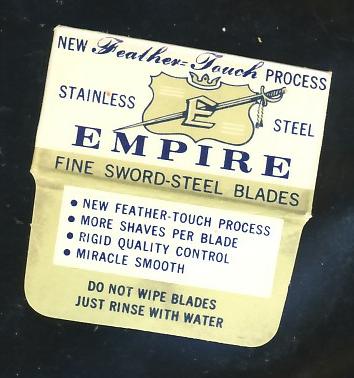 NEW Feather=Touch PROCESS
STAINLESS STEEL
E
EMPIRE
FINE SWORD-STEEL BLADES
• NEW FEATHER-TOUCH PROCESS
• MORE SHAVES PER BLADE
• RIGID QUALITY CONTROL
• MIRACLE SMOOTH
DO NOT WIPE BLADES
JUST RINSE WITH WATER